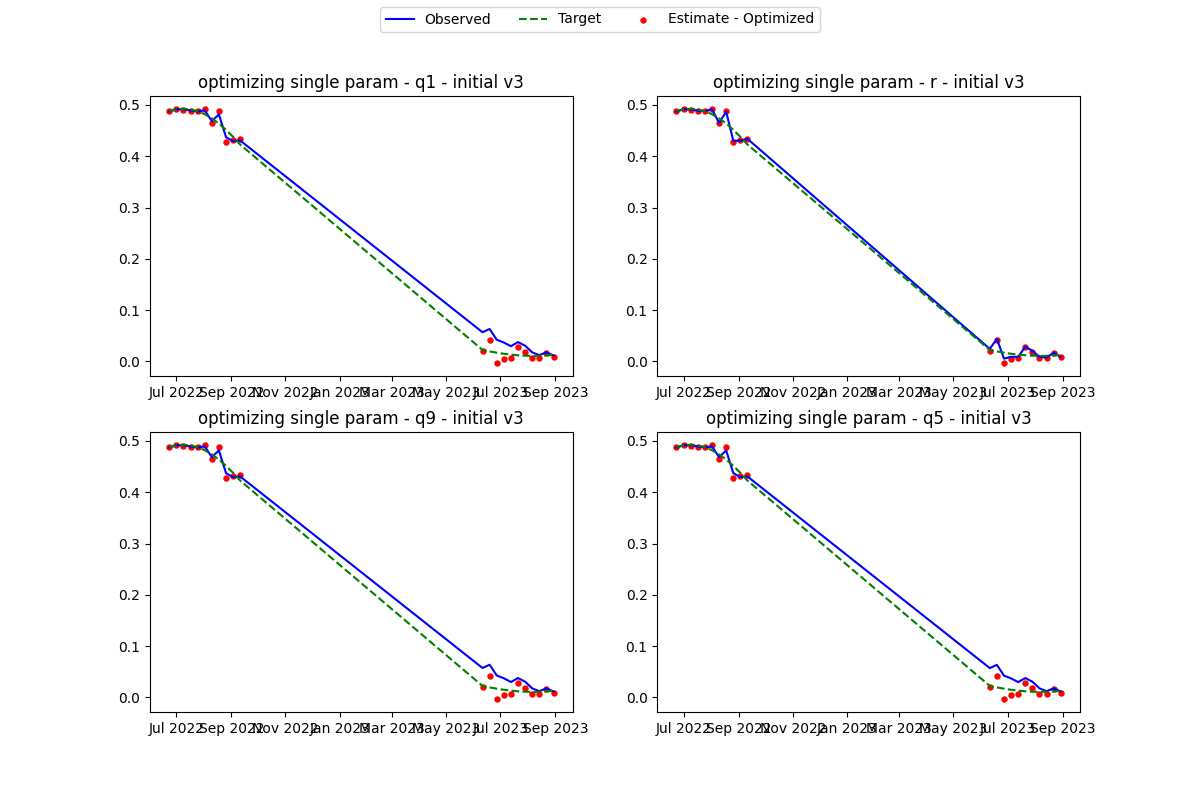 Observed Target Estimate - Optimized
optimizing single param - q1 - initial v3
0.5
0.4
0.3
0.2
0.1
0.0
Jul 2022 Sep 2022 Nov 2022 Jan 2023 Mar 2023 May 2023 Jul 2023 Sep 2023
optimizing single param - r - initial v3
0.5
0.4
0.3
0.2
0.1
0.0
Jul 2022 Sep 2022 Nov 2022 Jan 2023 Mar 2023 May 2023 Jul 2023 Sep 2023
optimizing single param - q9 - initial v3
0.5
0.4
0.3
0.2
0.1
0.0
Jul 2022 Sep 2022 Nov 2022 Jan 2023 Mar 2023 May 2023 Jul 2023 Sep 2023
optimizing single param - q5 - initial v3
0.5
0.4
0.3
0.2
0.1
0.0
Jul 2022 Sep 2022 Nov 2022 Jan 2023 Mar 2023 May 2023 Jul 2023 Sep 2023